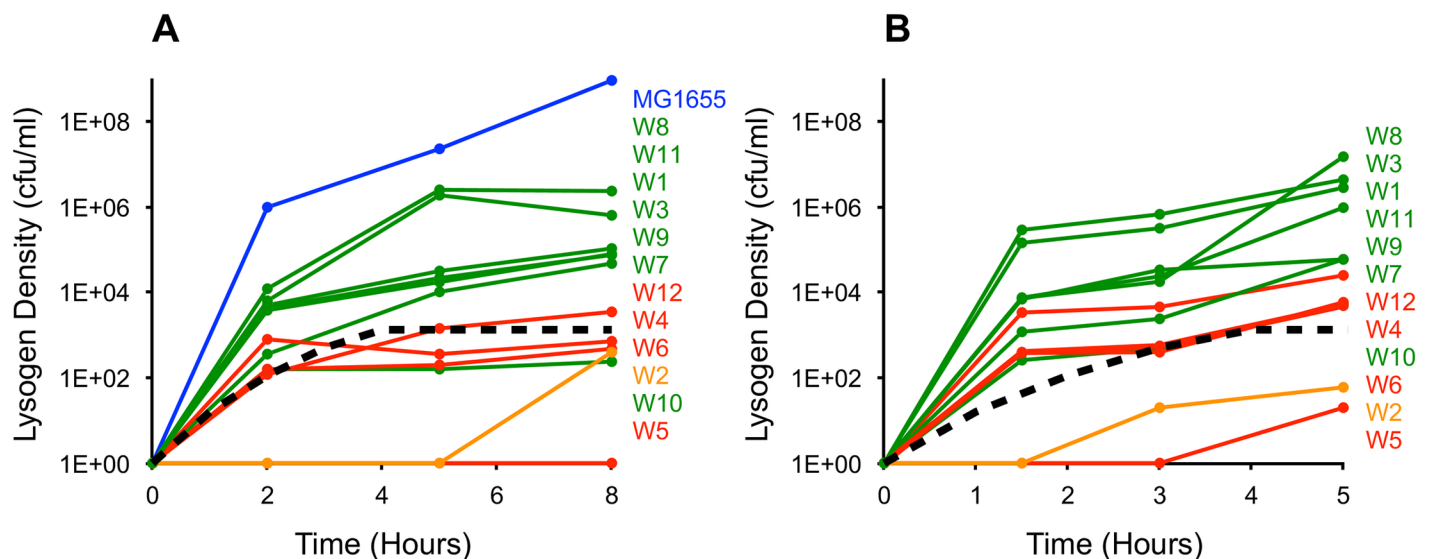 A
Lysogen Density (cfu/ml)
1E+08
1E+06
1E+04
1E+02
1E+00
0
2
4
6
8
Time (Hours)
MG1655
W8
W11
W1
W3
W9
W7
W12
W4
W6
W2
W10
W5
B
Lysogen Density (cfu/ml)
1E+08
1E+06
1E+04
1E+02
1E+00
0
1
2
3
4
5
Time (Hours)
W8
W3
W1
W11
W9
W7
W12
W4
W10
W6
W2
W5